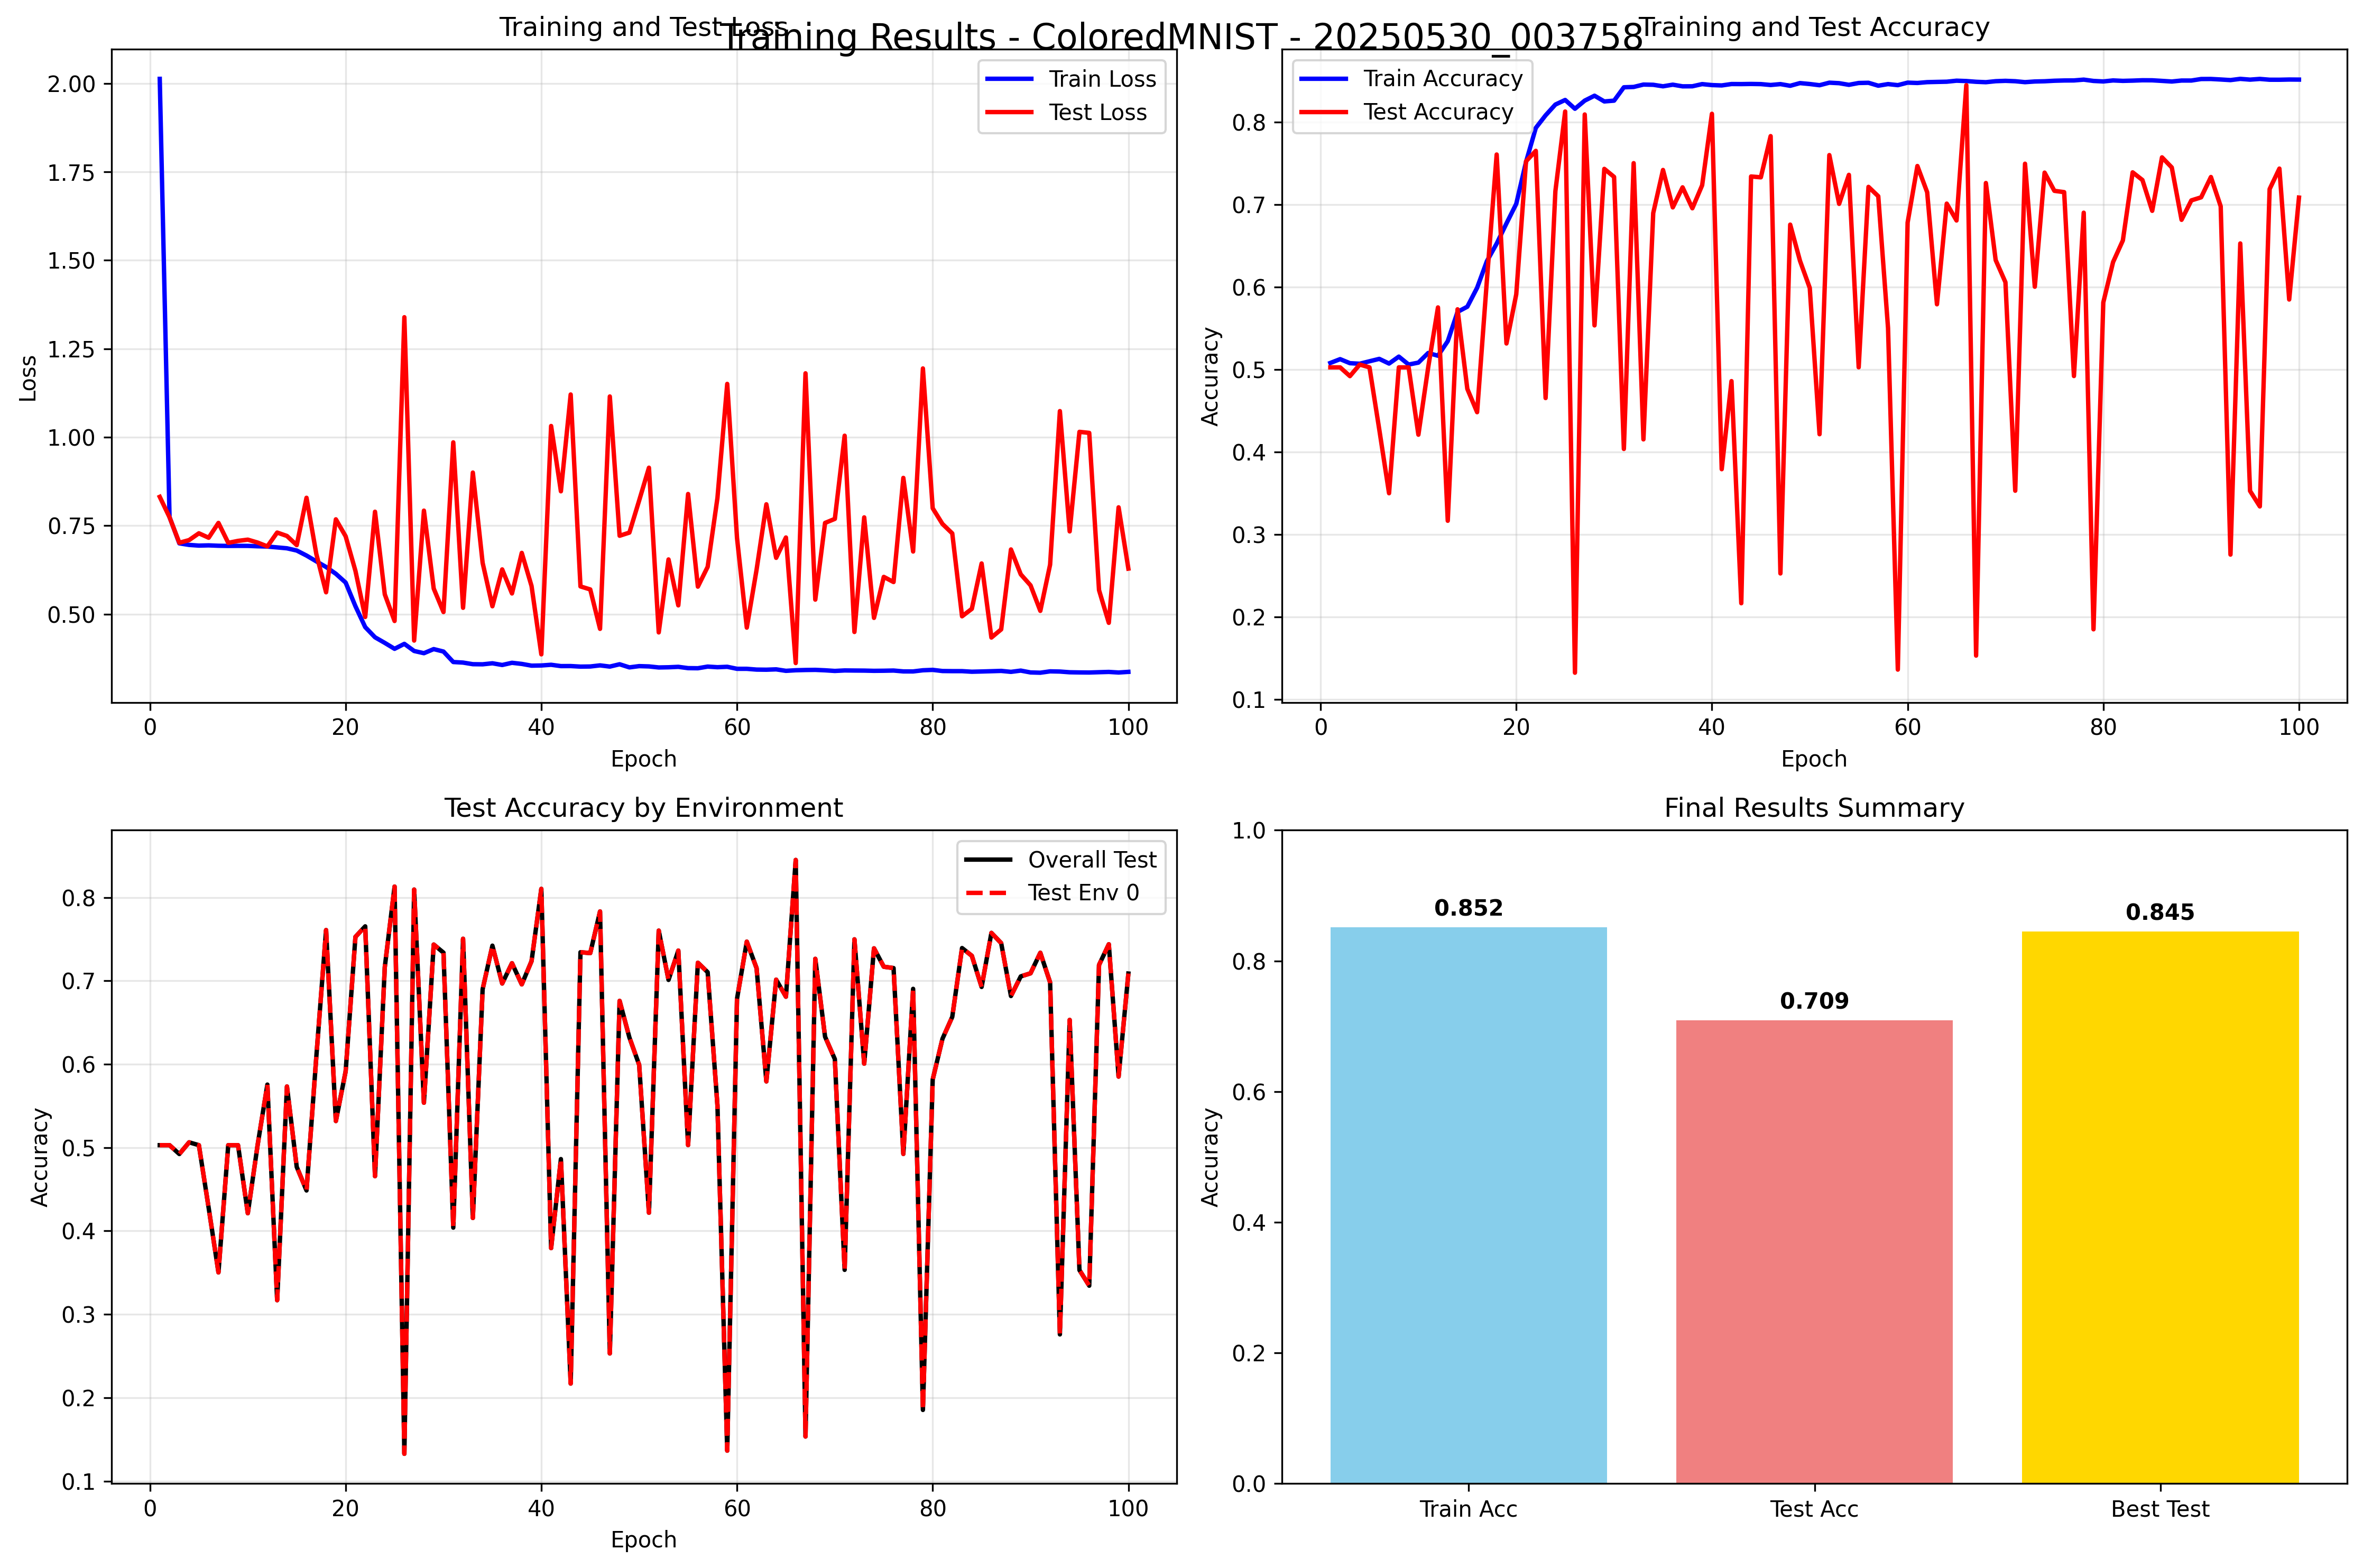 Training Results - ColoredMNIST - 20250530_003758
Training and Test Loss
Train Loss
Test Loss
2.00
1.75
1.50
1.25
1.00
0.75
0.50
Loss
0 20 40 60 80 100
Epoch
Training and Test Accuracy
Train Accuracy
Test Accuracy
0.8
0.7
0.6
0.5
0.4
0.3
0.2
0.1
Accuracy
0 20 40 60 80 100
Epoch
Test Accuracy by Environment
Overall Test
Test Env 0
0.8
0.7
0.6
0.5
0.4
0.3
0.2
0.1
Accuracy
0 20 40 60 80 100
Epoch
Final Results Summary
1.0
0.8
0.6
0.4
0.2
0.0
Accuracy
0.852
0.709
0.845
Train Acc Test Acc Best Test